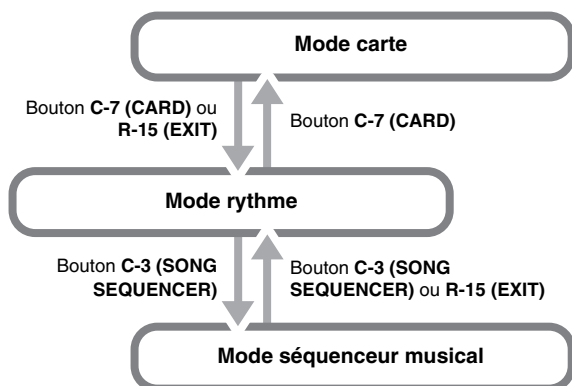 Mode carte
Bouton C-7 (CARD) ou
R-15 (EXIT)
Bouton C-7 (CARD)
Mode rythme
Bouton C-3 (SONG
SEQUENCER)
Bouton C-3 (SONG
SEQUENCER) ou R-15 (EXIT)
Mode séquenceur musical